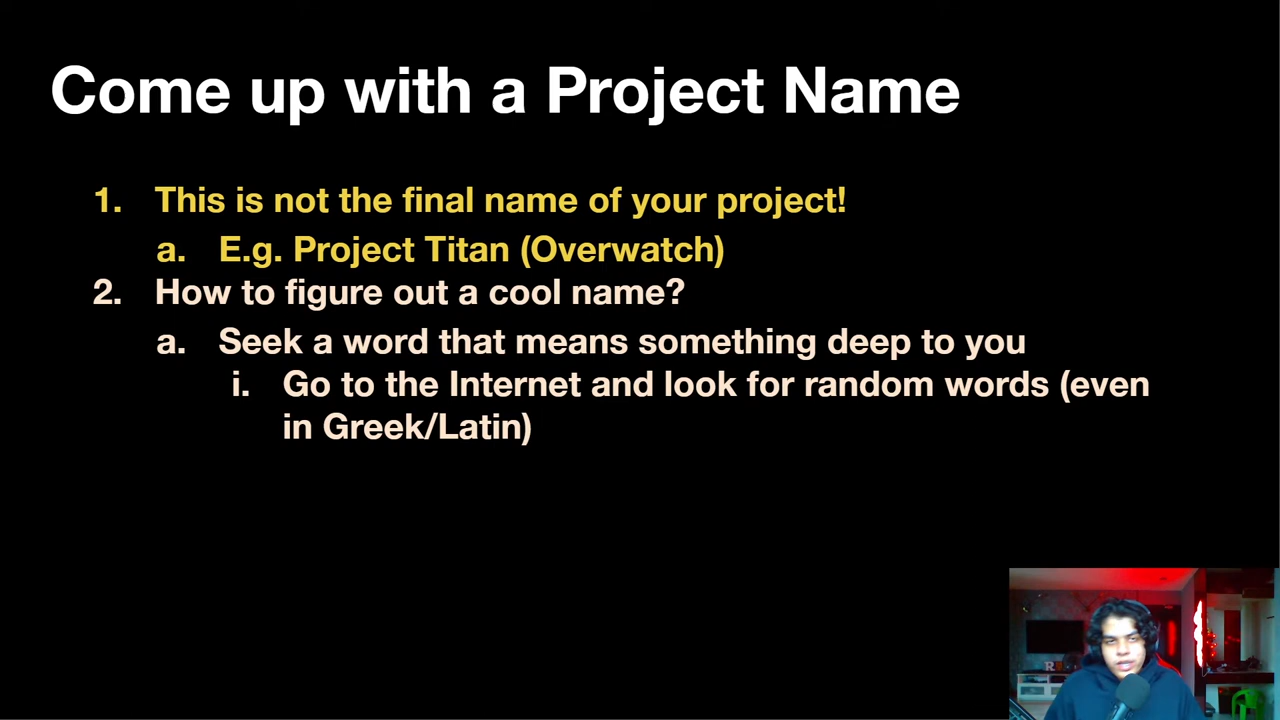 Come up with a Project Name
1. This is not the final name of your project!
a. E.g. Project Titan (Overwatch)
2. How to figure out a cool name?
a. Seek a word that means something deep to you
i. Go to the Internet and look for random words (even
in Greek/Latin)